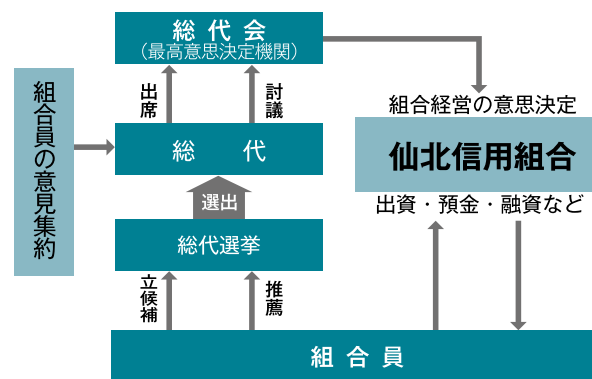 総代会
（最高意思決定機関）
組合員の意見集約
出席
討議
組合経営の意思決定
総　代
仙北信用組合
選出
出資・預金・融資など
総代選挙
立候補
推薦
組合員